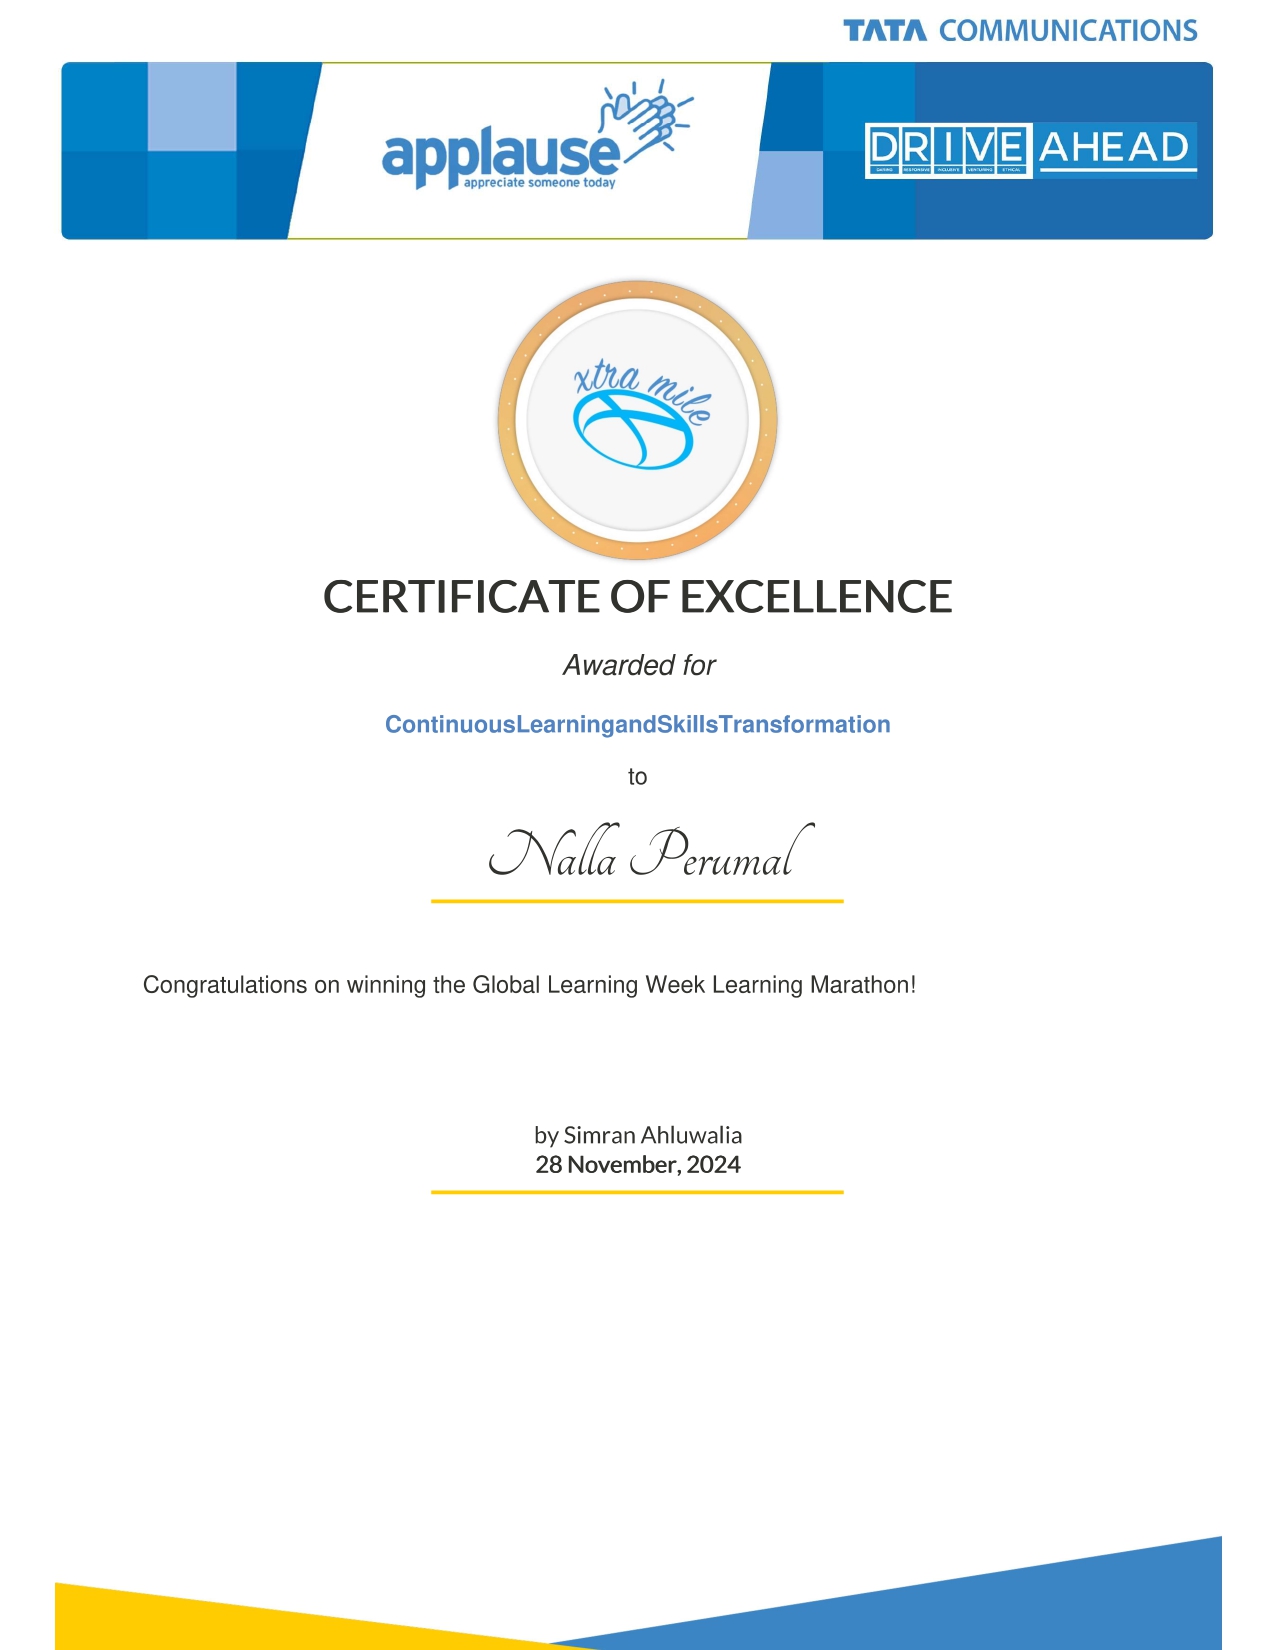 TATA COMMUNICATIONS
applause
appreciate someone today
DRIVE AHEAD
DARING RESPONSIVE INCLUSIVE VENTURING ETHICAL
xtra mile
CERTIFICATE OF EXCELLENCE
Awarded for
ContinuousLearningandSkillsTransformation
to
Nalla Perumal
Congratulations on winning the Global Learning Week Learning Marathon!
by Simran Ahluwalia
28 November, 2024